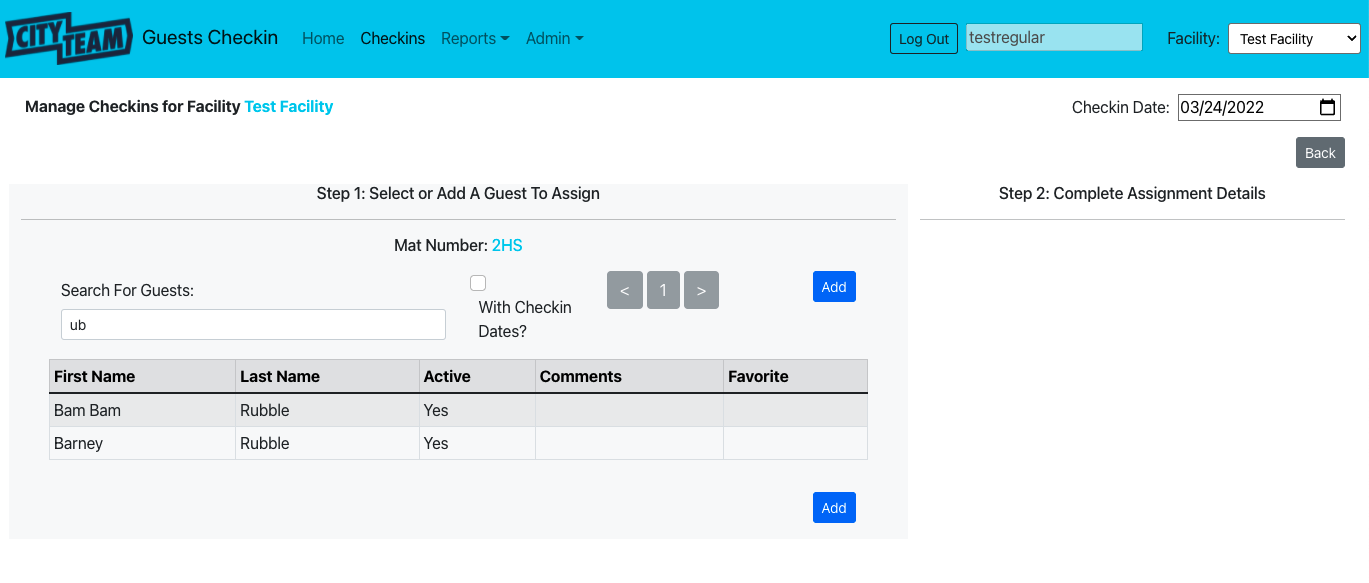 CITY TEAM Guests Checkin Home Checkins Reports Admin Log Out testregular Facility: Test Facility
Manage Checkins for Facility Test Facility Checkin Date: 03/24/2022
Back
Step 1: Select or Add A Guest To Assign
Mat Number: 2HS
Search For Guests:
ub
With Checkin
Dates?
< 1 >
Add
First Name Last Name Active Comments Favorite
Bam Bam Rubble Yes
Barney Rubble Yes
Add
Step 2: Complete Assignment Details